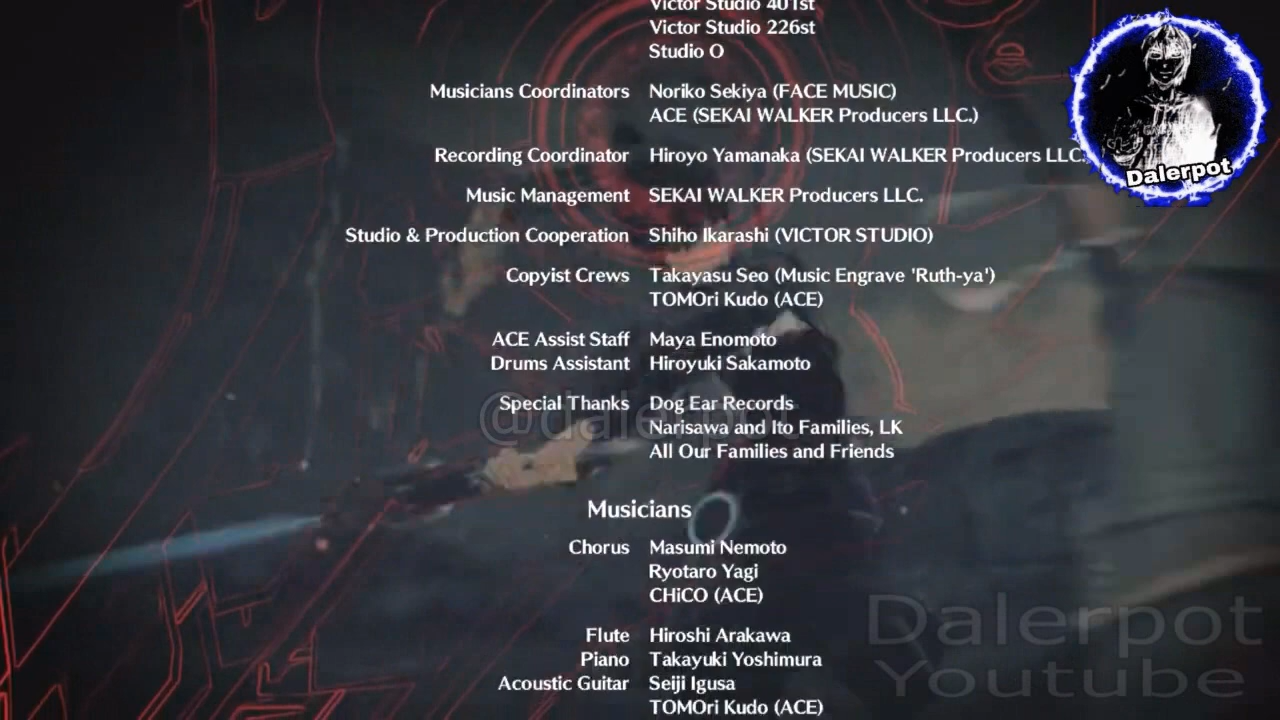 Victor Studio 401st
Victor Studio 226st
Studio O
Musicians Coordinators Noriko Sekiya (FACE MUSIC)
ACE (SEKAI WALKER Producers LLC.)
Recording Coordinator Hiroyo Yamanaka (SEKAI WALKER Producers LLC.
Music Management SEKAI WALKER Producers LLC.
Studio & Production Cooperation Shiho Ikarashi (VICTOR STUDIO)
Copyist Crews Takayasu Seo (Music Engrave 'Ruth-ya')
TOMOri Kudo (ACE)
ACE Assist Staff Maya Enomoto
Drums Assistant Hiroyuki Sakamoto
Special Thanks Dog Ear Records
Narisawa and Ito Families, LK
All Our Families and Friends
Musicians
Chorus Masumi Nemoto
Ryotaro Yagi
CHiCO (ACE)
Flute Hiroshi Arakawa
Piano Takayuki Yoshimura
Acoustic Guitar Seiji Igusa
TOMOri Kudo (ACE)
Dalerpot
@dalerpot
Dalerpot
Youtube